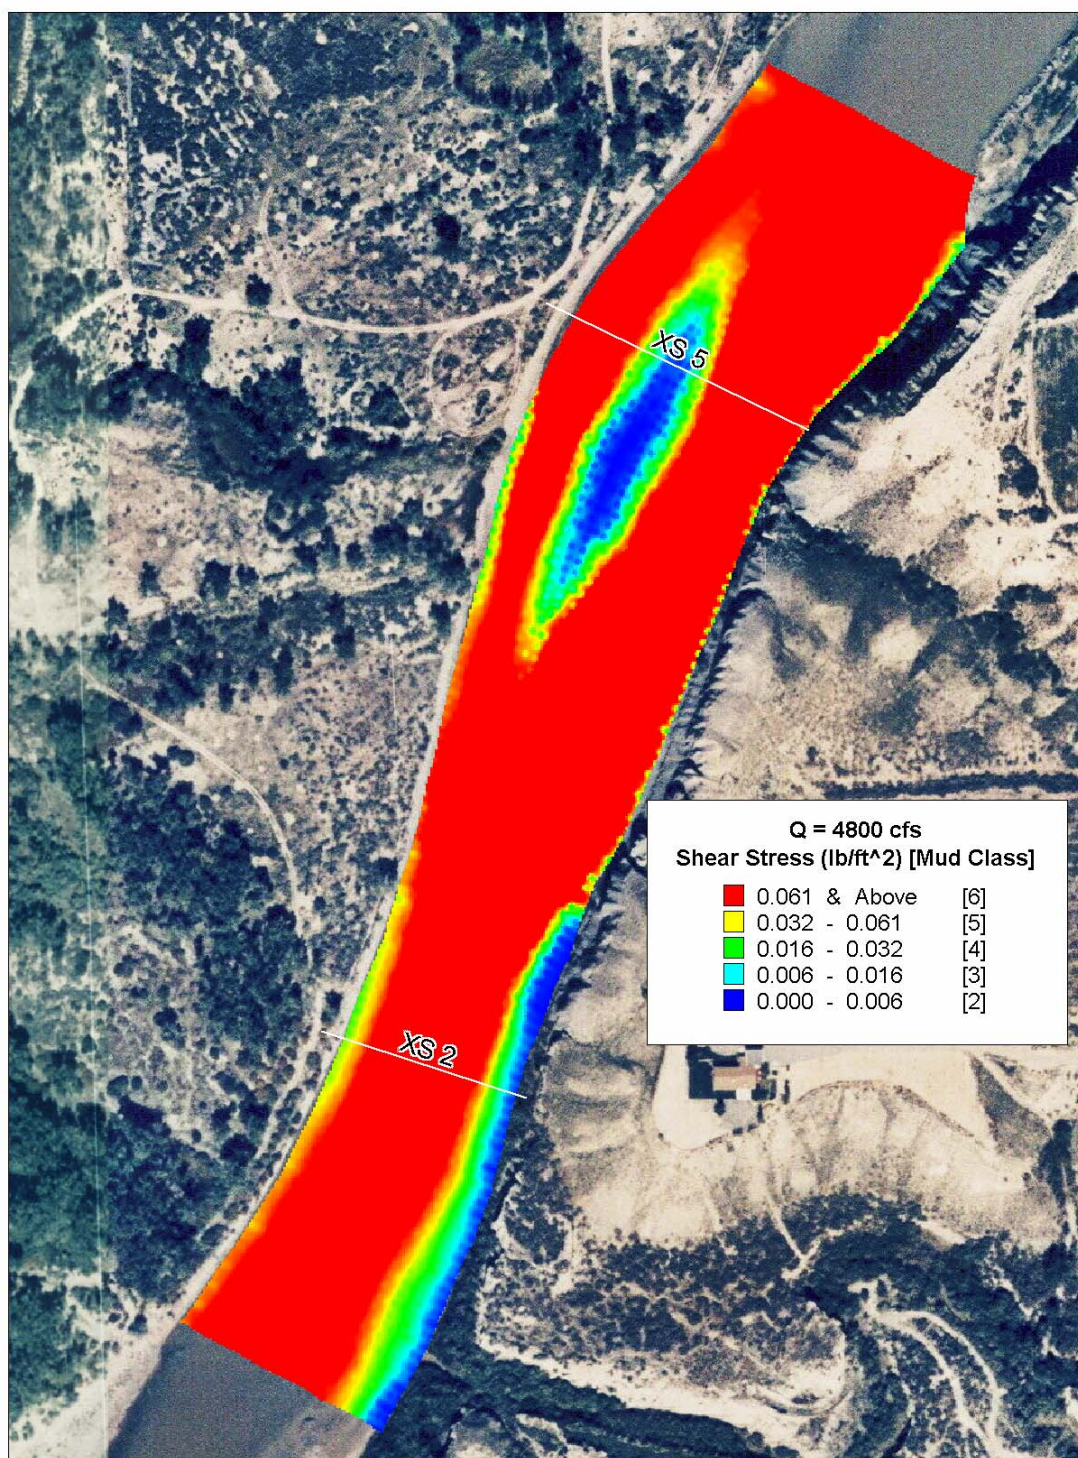 XS 5
Q = 4800 cfs
Shear Stress (lb/ft^2) [Mud Class]
0.061 & Above [6]
0.032 - 0.061 [5]
0.016 - 0.032 [4]
0.006 - 0.016 [3]
0.000 - 0.006 [2]
XS 2